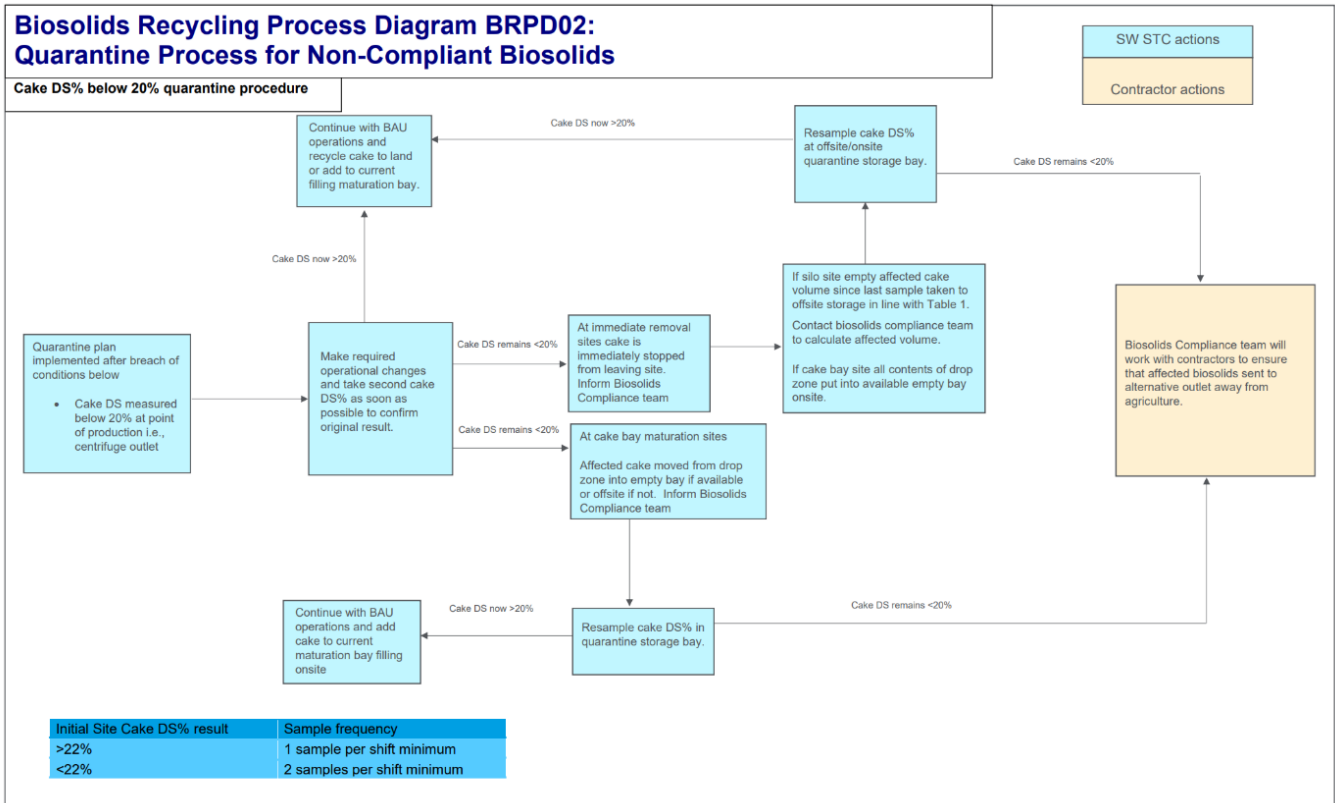 Biosolids Recycling Process Diagram BRPD02:
Quarantine Process for Non-Compliant Biosolids
Cake DS% below 20% quarantine procedure
SW STC actions
Contractor actions
Continue with BAU
operations and
recycle cake to land
or add to current
filling maturation bay.
Cake DS now >20%
Resample cake DS%
at offsite/onsite
quarantine storage bay.
Cake DS remains <20%
Cake DS now >20%
Quarantine plan
implemented after breach of
conditions below
• Cake DS measured
below 20% at point
of production i.e.,
centrifuge outlet
Make required
operational changes
and take second cake
DS% as soon as
possible to confirm
original result.
Cake DS remains <20%
At immediate removal
sites cake is
immediately stopped
from leaving site.
Inform Biosolids
Compliance team
If silo site empty affected cake
volume since last sample taken to
offsite storage in line with Table 1.
Contact biosolids compliance team
to calculate affected volume.
If cake bay site all contents of drop
zone put into available empty bay
onsite.
Biosolids Compliance team will
work with contractors to ensure
that affected biosolids sent to
alternative outlet away from
agriculture.
Cake DS remains <20%
At cake bay maturation sites
Affected cake moved from drop
zone into empty bay if available
or offsite if not. Inform Biosolids
Compliance team
Continue with BAU
operations and add
cake to current
maturation bay filling
onsite
Cake DS now >20%
Resample cake DS% in
quarantine storage bay.
Cake DS remains <20%
Initial Site Cake DS% result Sample frequency
>22% 1 sample per shift minimum
<22% 2 samples per shift minimum